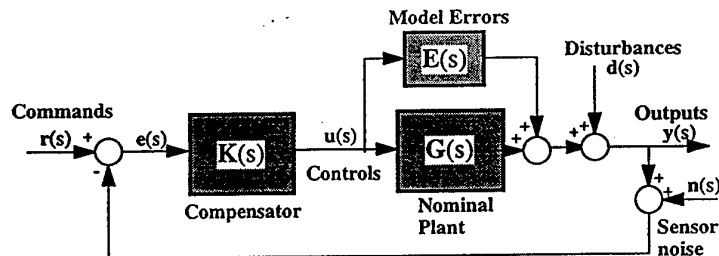 Model Errors
E(s)
Disturbances
d(s)
Commands
r(s) +
e(s)
K(s)
u(s)
Controls
G(s)
+ +
+ +
+ +
Outputs
y(s)
-
Compensator
Nominal
Plant
+
+
n(s)
Sensor
noise